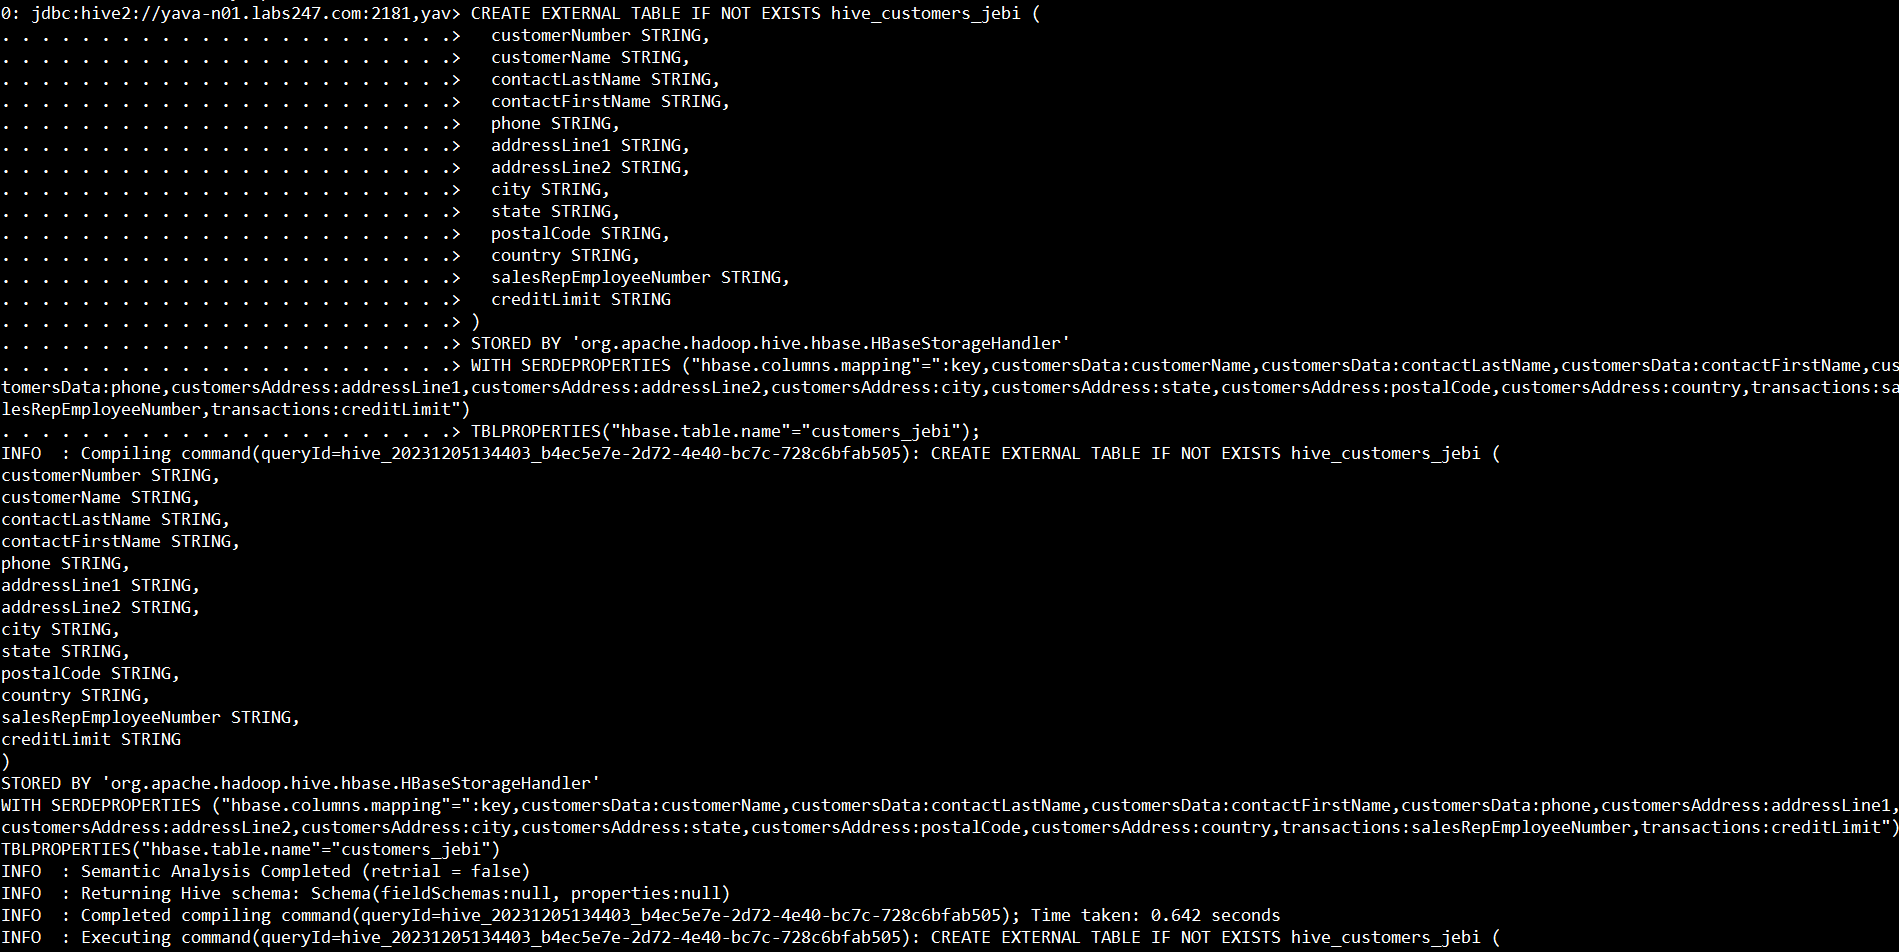 0: jdbc:hive2://yava-n01.labs247.com:2181,yav> CREATE EXTERNAL TABLE IF NOT EXISTS hive_customers_jebi (
. . . . . . . . . . . . . . . . . . . . . . .>   customerNumber STRING,
. . . . . . . . . . . . . . . . . . . . . . .>   customerName STRING,
. . . . . . . . . . . . . . . . . . . . . . .>   contactLastName STRING,
. . . . . . . . . . . . . . . . . . . . . . .>   contactFirstName STRING,
. . . . . . . . . . . . . . . . . . . . . . .>   phone STRING,
. . . . . . . . . . . . . . . . . . . . . . .>   addressLine1 STRING,
. . . . . . . . . . . . . . . . . . . . . . .>   addressLine2 STRING,
. . . . . . . . . . . . . . . . . . . . . . .>   city STRING,
. . . . . . . . . . . . . . . . . . . . . . .>   state STRING,
. . . . . . . . . . . . . . . . . . . . . . .>   postalCode STRING,
. . . . . . . . . . . . . . . . . . . . . . .>   country STRING,
. . . . . . . . . . . . . . . . . . . . . . .>   salesRepEmployeeNumber STRING,
. . . . . . . . . . . . . . . . . . . . . . .>   creditLimit STRING
. . . . . . . . . . . . . . . . . . . . . . .> )
. . . . . . . . . . . . . . . . . . . . . . .> STORED BY 'org.apache.hadoop.hive.hbase.HBaseStorageHandler'
. . . . . . . . . . . . . . . . . . . . . . .> WITH SERDEPROPERTIES ("hbase.columns.mapping"=":key,customersData:customerName,customersData:contactLastName,customersData:contactFirstName,cus
tomersData:phone,customersAddress:addressLine1,customersAddress:addressLine2,customersAddress:city,customersAddress:state,customersAddress:postalCode,customersAddress:country,transactions:sa
lesRepEmployeeNumber,transactions:creditLimit")
. . . . . . . . . . . . . . . . . . . . . . .> TBLPROPERTIES("hbase.table.name"="customers_jebi");
INFO  : Compiling command(queryId=hive_20231205134403_b4ec5e7e-2d72-4e40-bc7c-728c6bfab505): CREATE EXTERNAL TABLE IF NOT EXISTS hive_customers_jebi (
customerNumber STRING,
customerName STRING,
contactLastName STRING,
contactFirstName STRING,
phone STRING,
addressLine1 STRING,
addressLine2 STRING,
city STRING,
state STRING,
postalCode STRING,
country STRING,
salesRepEmployeeNumber STRING,
creditLimit STRING
)
STORED BY 'org.apache.hadoop.hive.hbase.HBaseStorageHandler'
WITH SERDEPROPERTIES ("hbase.columns.mapping"=":key,customersData:customerName,customersData:contactLastName,customersData:contactFirstName,customersData:phone,customersAddress:addressLine1,
customersAddress:addressLine2,customersAddress:city,customersAddress:state,customersAddress:postalCode,customersAddress:country,transactions:salesRepEmployeeNumber,transactions:creditLimit")
TBLPROPERTIES("hbase.table.name"="customers_jebi")
INFO  : Semantic Analysis Completed (retrial = false)
INFO  : Returning Hive schema: Schema(fieldSchemas:null, properties:null)
INFO  : Completed compiling command(queryId=hive_20231205134403_b4ec5e7e-2d72-4e40-bc7c-728c6bfab505); Time taken: 0.642 seconds
INFO  : Executing command(queryId=hive_20231205134403_b4ec5e7e-2d72-4e40-bc7c-728c6bfab505): CREATE EXTERNAL TABLE IF NOT EXISTS hive_customers_jebi (